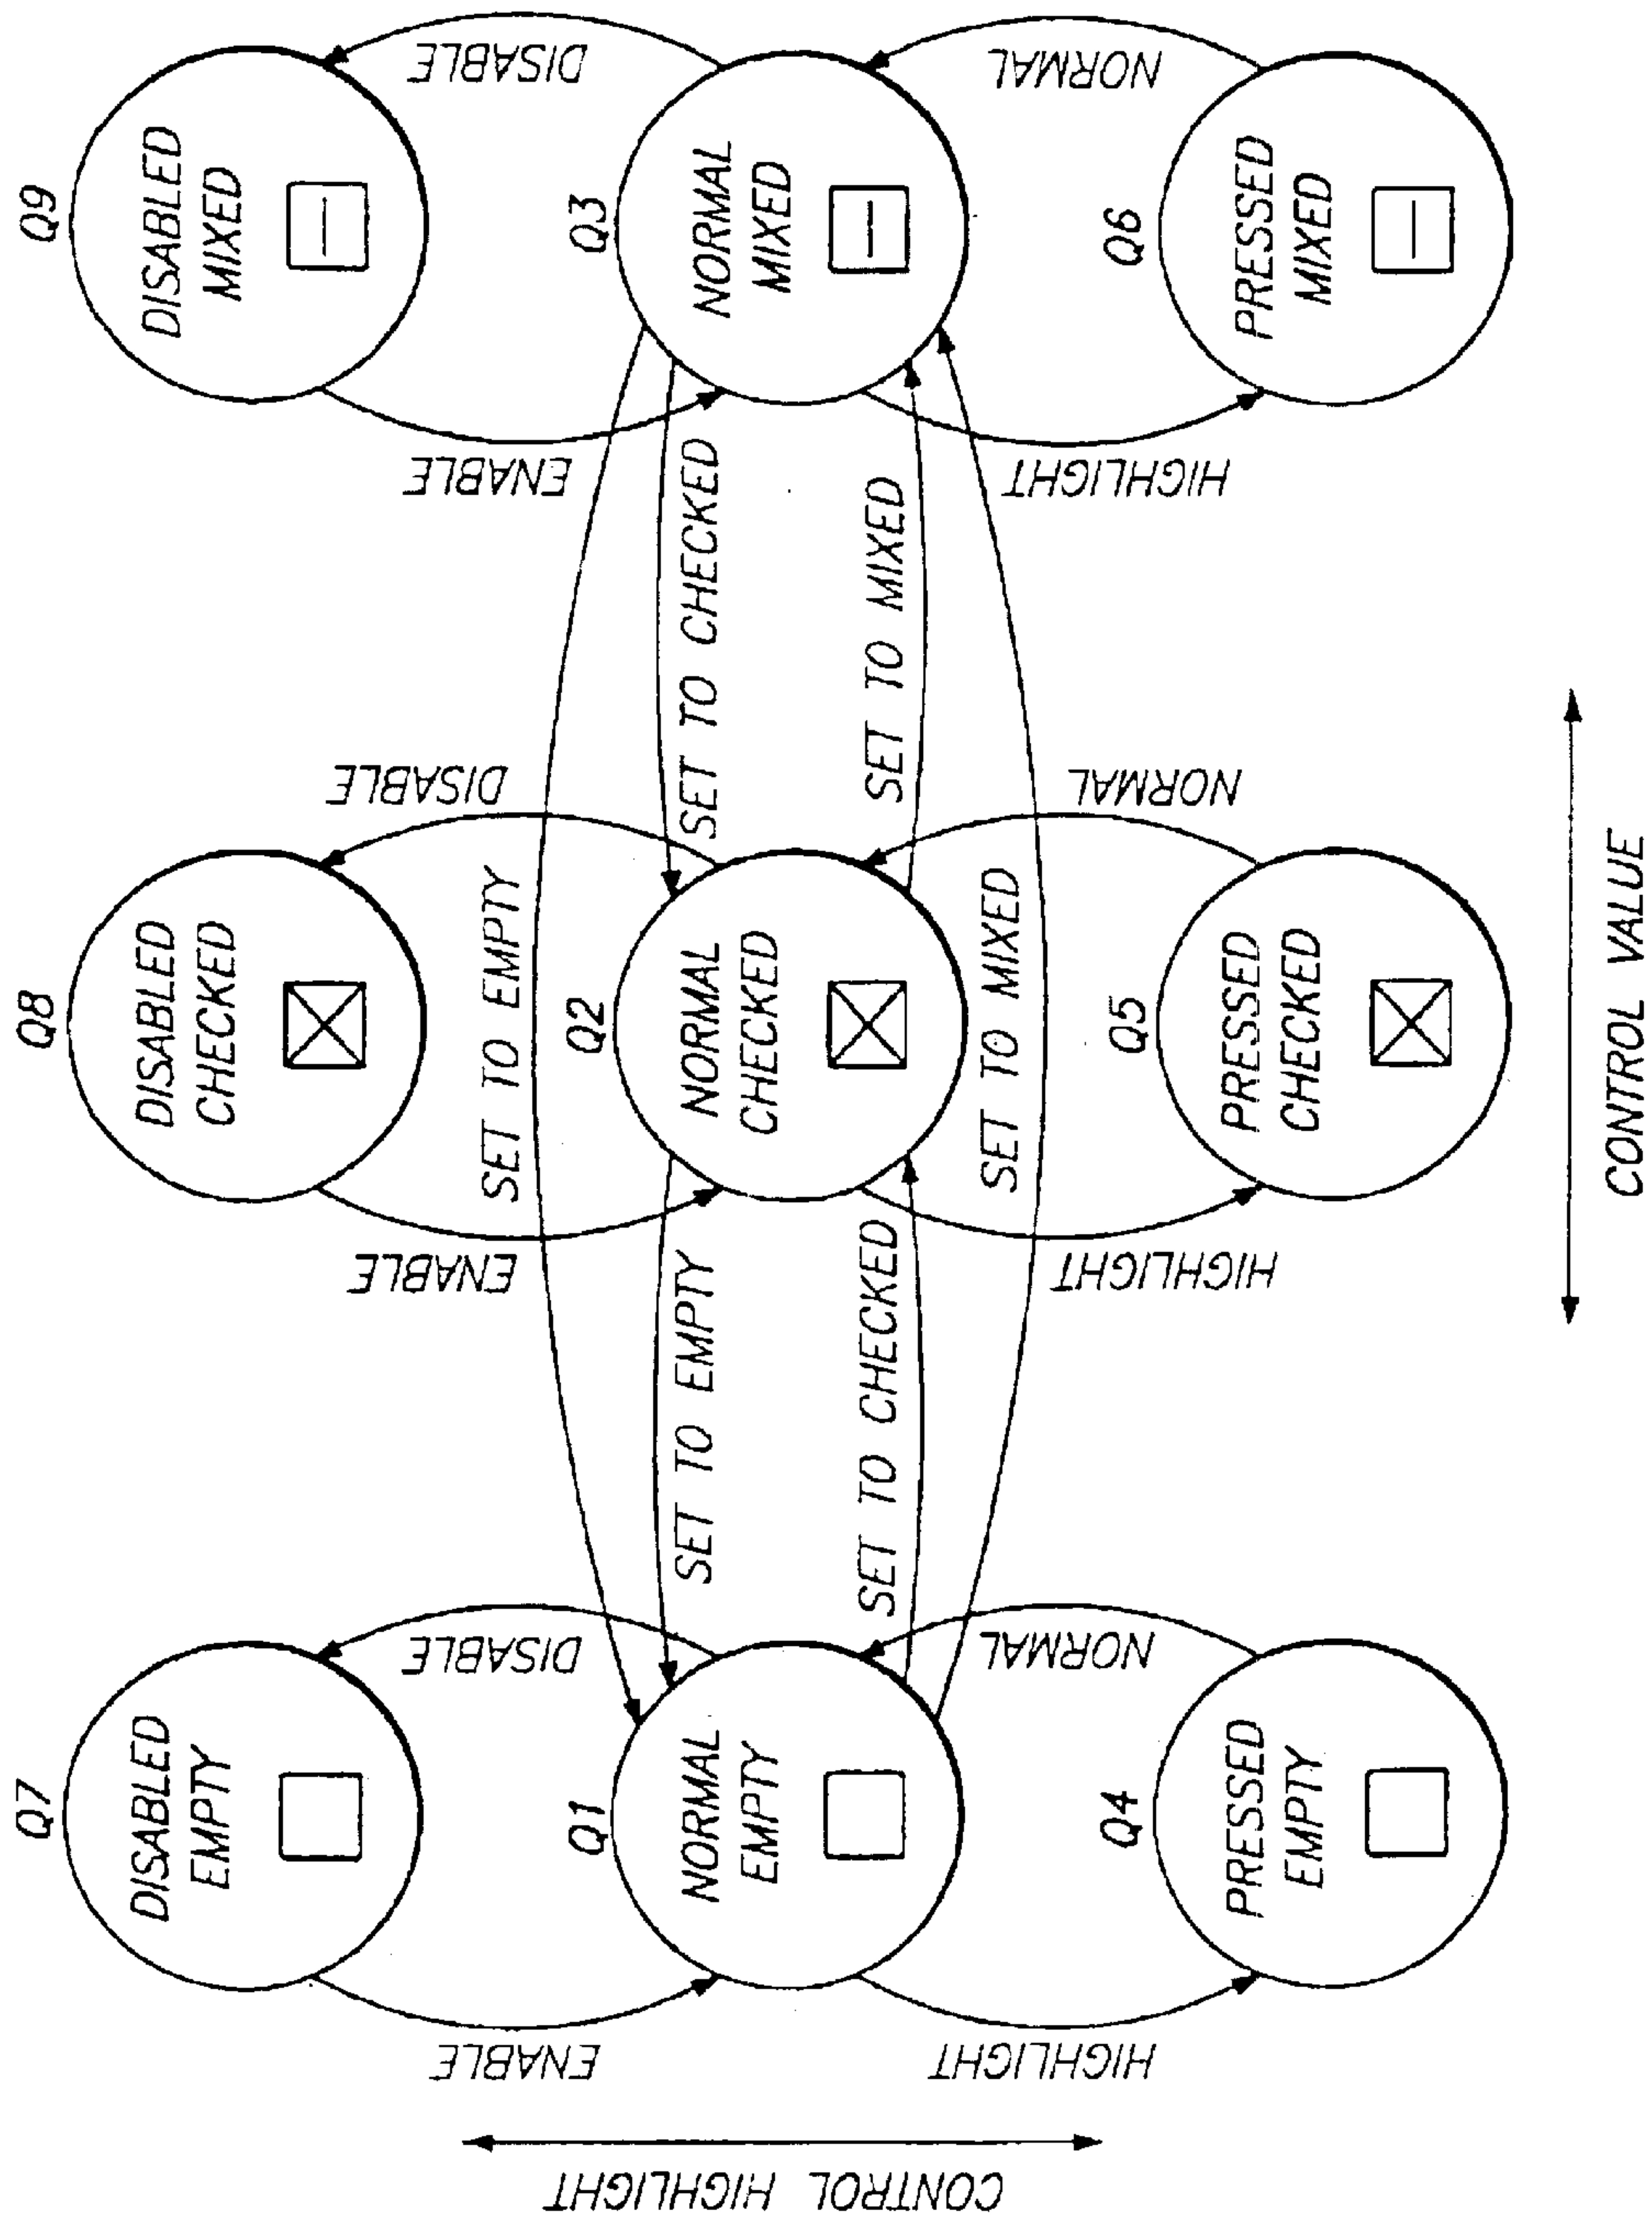 Q7
DISABLED
EMPTY
Q8
DISABLED
CHECKED
Q9
DISABLED
MIXED
ENABLE
DISABLE
ENABLE
DISABLE
ENABLE
DISABLE
SET TO EMPTY
Q1
NORMAL
EMPTY
Q2
NORMAL
CHECKED
Q3
NORMAL
MIXED
SET TO EMPTY
SET TO CHECKED
SET TO CHECKED
SET TO MIXED
SET TO MIXED
HIGHLIGHT
NORMAL
HIGHLIGHT
NORMAL
HIGHLIGHT
NORMAL
Q4
PRESSED
EMPTY
Q5
PRESSED
CHECKED
Q6
PRESSED
MIXED
CONTROL HIGHLIGHT
CONTROL VALUE